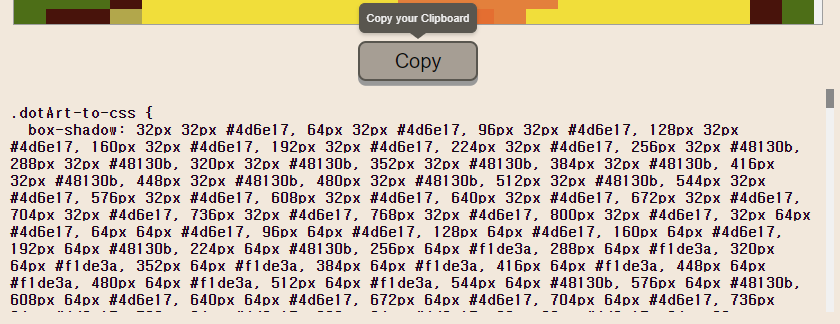 Copy your Clipboard
Copy
.dotArt-to-css {
box-shadow: 32px 32px #4d6e17, 64px 32px #4d6e17, 96px 32px #4d6e17, 128px 32px
#4d6e17, 160px 32px #4d6e17, 192px 32px #4d6e17, 224px 32px #4d6e17, 256px 32px #48130b,
288px 32px #48130b, 320px 32px #48130b, 352px 32px #48130b, 384px 32px #48130b, 416px
32px #48130b, 448px 32px #48130b, 480px 32px #48130b, 512px 32px #48130b, 544px 32px
#4d6e17, 576px 32px #4d6e17, 608px 32px #4d6e17, 640px 32px #4d6e17, 672px 32px #4d6e17,
704px 32px #4d6e17, 736px 32px #4d6e17, 768px 32px #4d6e17, 800px 32px #4d6e17, 32px 64px
#4d6e17, 64px 64px #4d6e17, 96px 64px #4d6e17, 128px 64px #4d6e17, 160px 64px #4d6e17,
192px 64px #48130b, 224px 64px #48130b, 256px 64px #f1de3a, 288px 64px #f1de3a, 320px
64px #f1de3a, 352px 64px #f1de3a, 384px 64px #f1de3a, 416px 64px #f1de3a, 448px 64px
#f1de3a, 480px 64px #f1de3a, 512px 64px #f1de3a, 544px 64px #48130b, 576px 64px #48130b,
608px 64px #4d6e17, 640px 64px #4d6e17, 672px 64px #4d6e17, 704px 64px #4d6e17, 736px